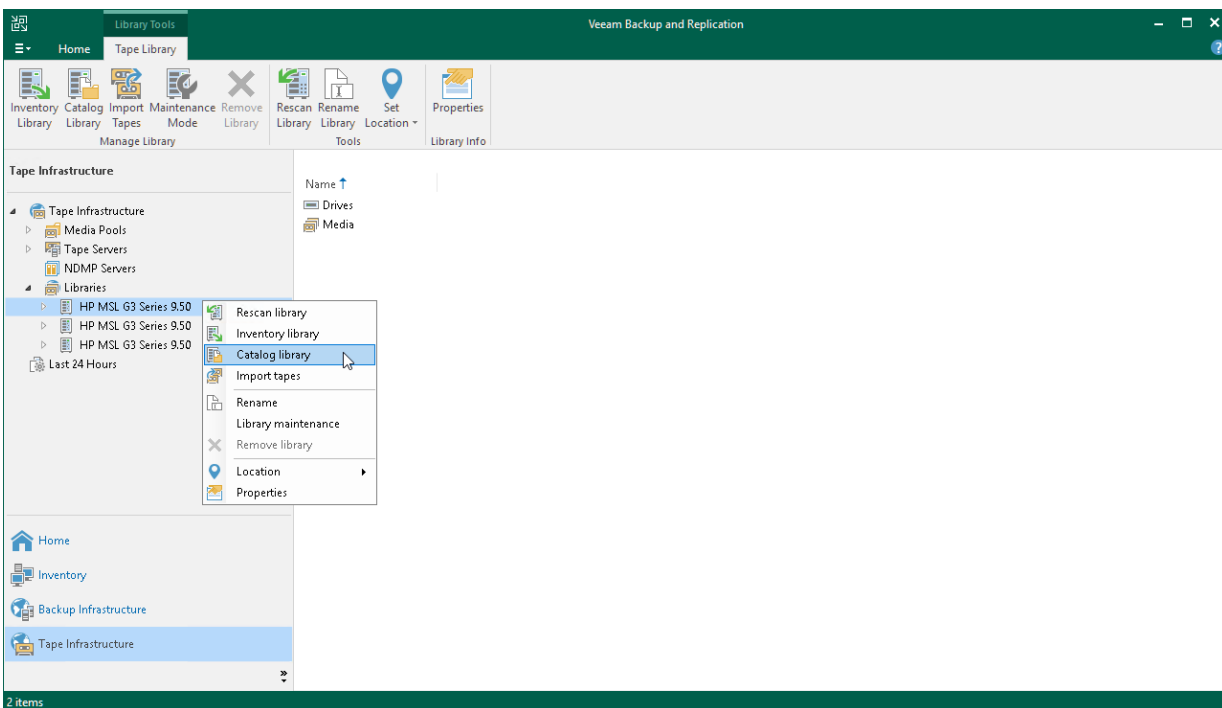 Library Tools
Veeam Backup and Replication
Home
Tape Library
Inventory Library
Catalog Library
Import Tapes
Maintenance Mode
Remove Library
Rescan Library
Rename Library
Set Location
Properties
Manage Library
Tools
Library Info
Tape Infrastructure
Name
Drives
Media
Tape Infrastructure
Media Pools
Tape Servers
NDMP Servers
Libraries
HP MSL G3 Series 9.50
HP MSL G3 Series 9.50
HP MSL G3 Series 9.50
Last 24 Hours
Rescan library
Inventory library
Catalog library
Import tapes
Rename
Library maintenance
Remove library
Location
Properties
Home
Inventory
Backup Infrastructure
Tape Infrastructure
2 items